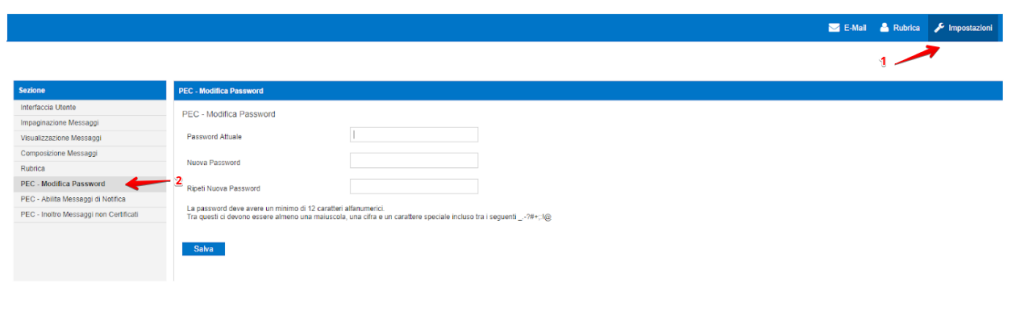 E-Mail Rubrica Impostazioni
1
Sezione
Interfaccia Utente
Impaginazione Messaggi
Visualizzazione Messaggi
Composizione Messaggi
Rubrica
PEC - Modifica Password
2
PEC - Abilita Messaggi di Notifica
PEC - Inoltro Messaggi non Certificati
PEC - Modifica Password
PEC - Modifica Password
Password Attuale
Nuova Password
Ripeti Nuova Password
La password deve avere un minimo di 12 caratteri alfanumerici.
Tra questi ci devono essere almeno una maiuscola, una cifra e un carattere speciale incluso tra i seguenti _.-?#+;:!@
Salva